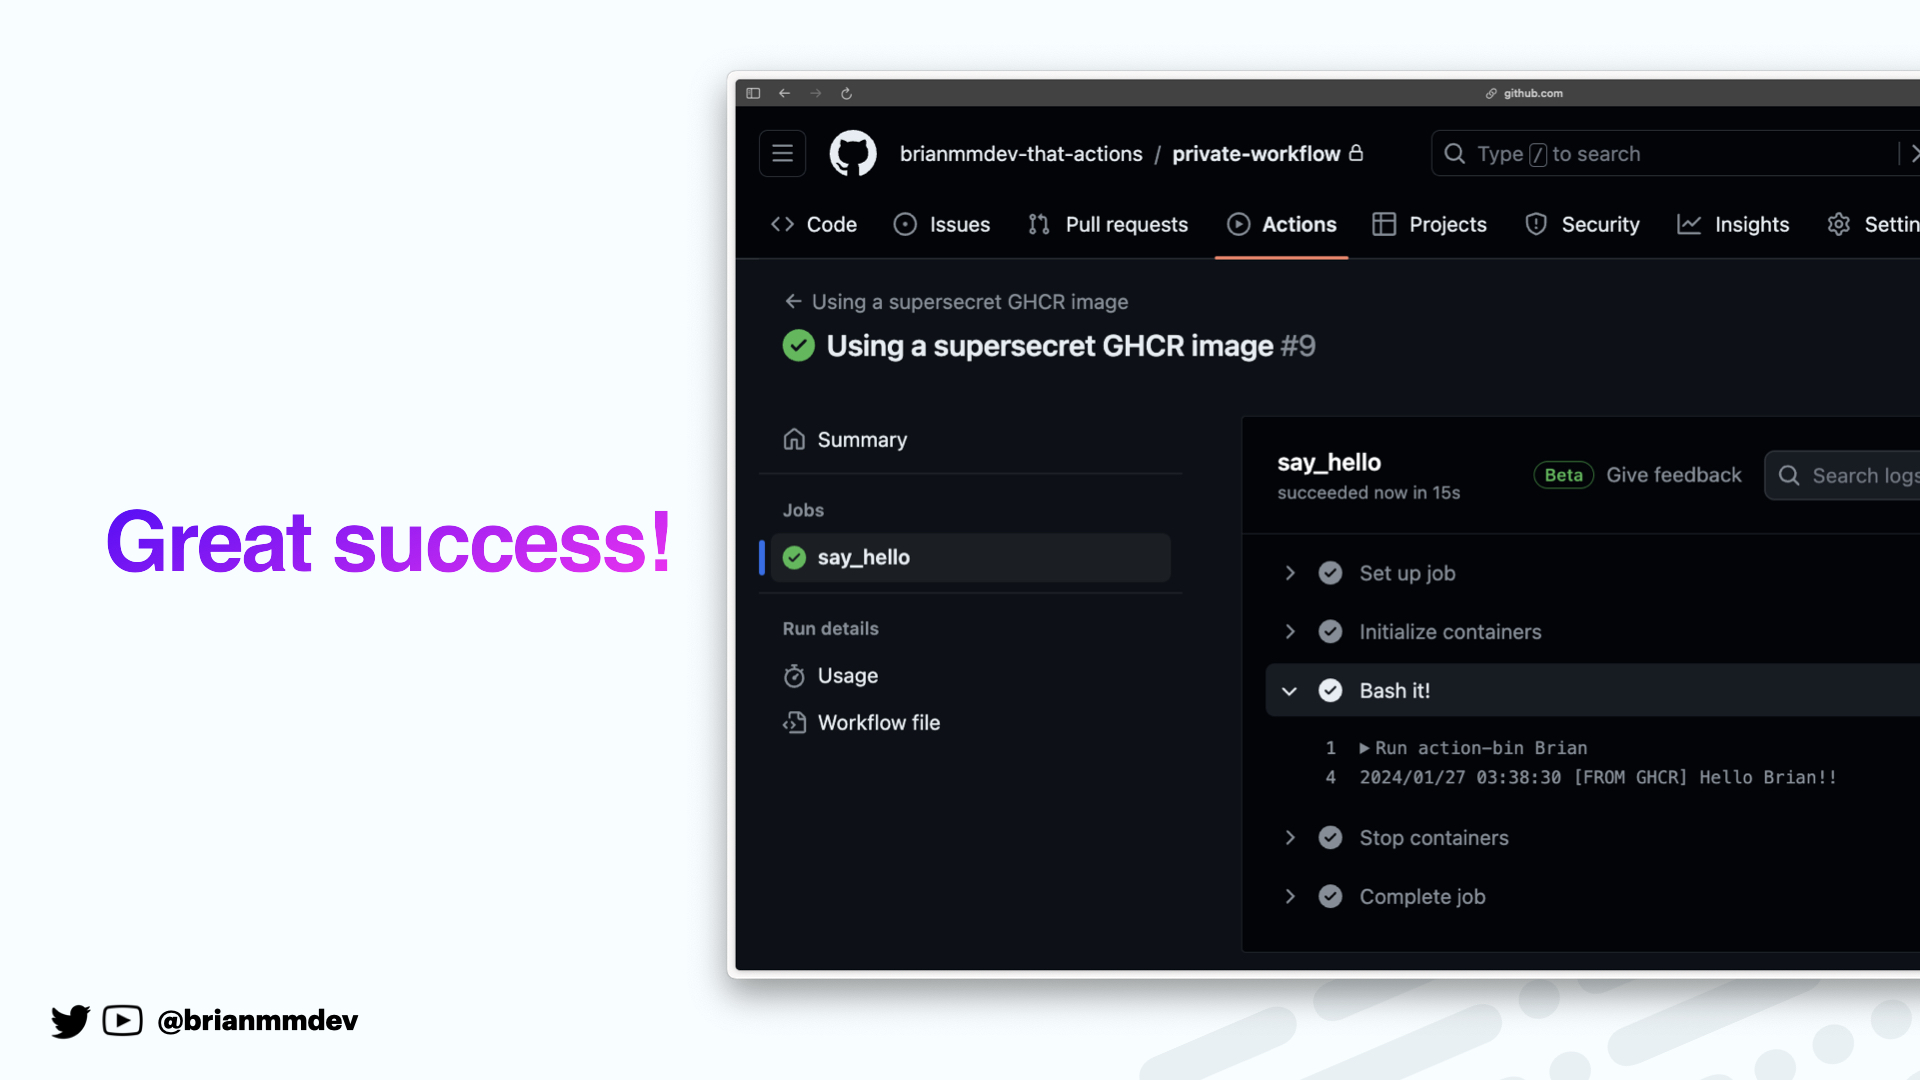 Great success!
github.com
brianmmdev-that-actions / private-workflow
Type / to search
Code Issues Pull requests Actions Projects Security Insights Settin
← Using a supersecret GHCR image
Using a supersecret GHCR image #9
Summary
Jobs
say_hello
Run details
Usage
Workflow file
say_hello
succeeded now in 15s
Beta Give feedback
Search logs
Set up job
Initialize containers
Bash it!
1 ▶ Run action-bin Brian
4 2024/01/27 03:38:30 [FROM GHCR] Hello Brian!!
Stop containers
Complete job
@brianmmdev